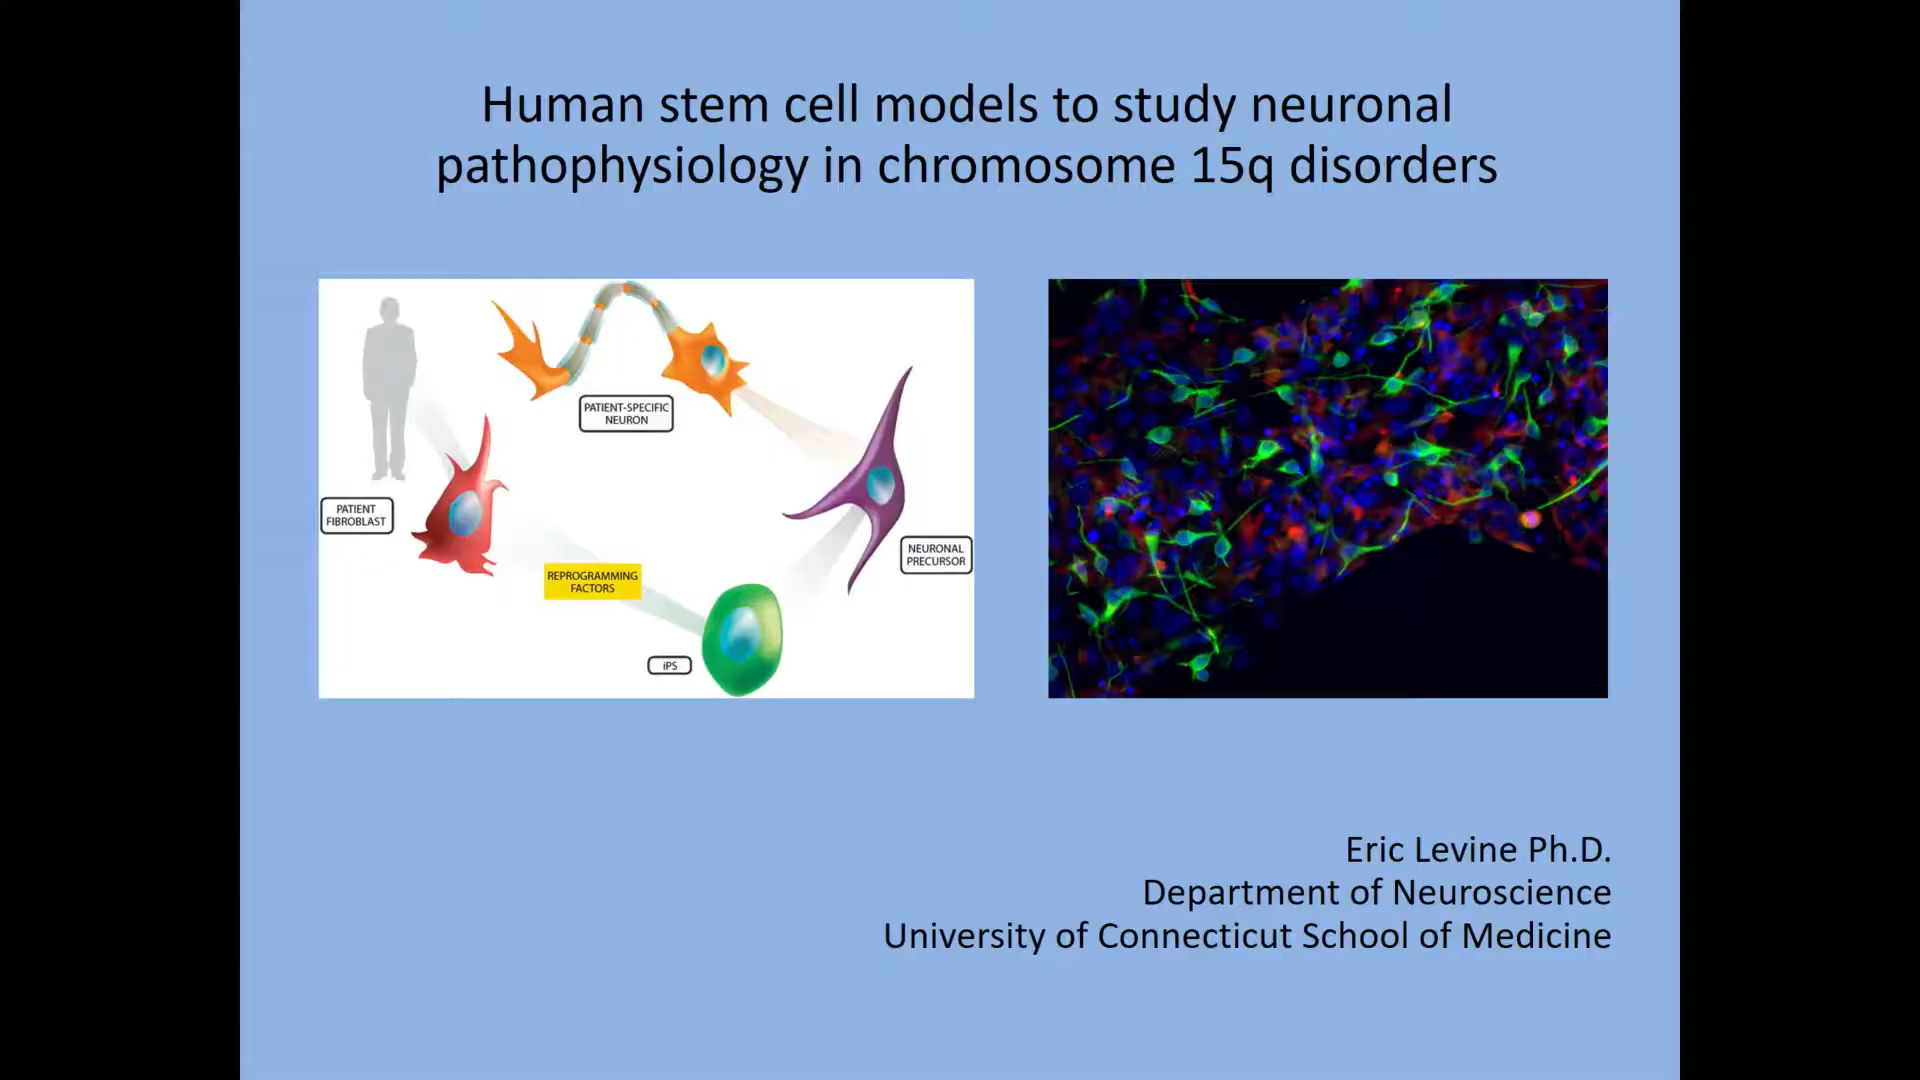 Human stem cell models to study neuronal
pathophysiology in chromosome 15q disorders
PATIENT-SPECIFIC
NEURON
PATIENT
FIBROBLAST
REPROGRAMMING
FACTORS
NEURONAL
PRECURSOR
iPS
Eric Levine Ph.D.
Department of Neuroscience
University of Connecticut School of Medicine